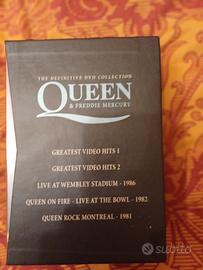 THE DEFINITIVE DVD COLLECTION
QUEEN
& FREDDIE MERCURY
GREATEST VIDEO HITS 1
GREATEST VIDEO HITS 2
LIVE AT WEMBLEY STADIUM - 1986
QUEEN ON FIRE - LIVE AT THE BOWL - 1982
QUEEN ROCK MONTREAL - 1981
subito